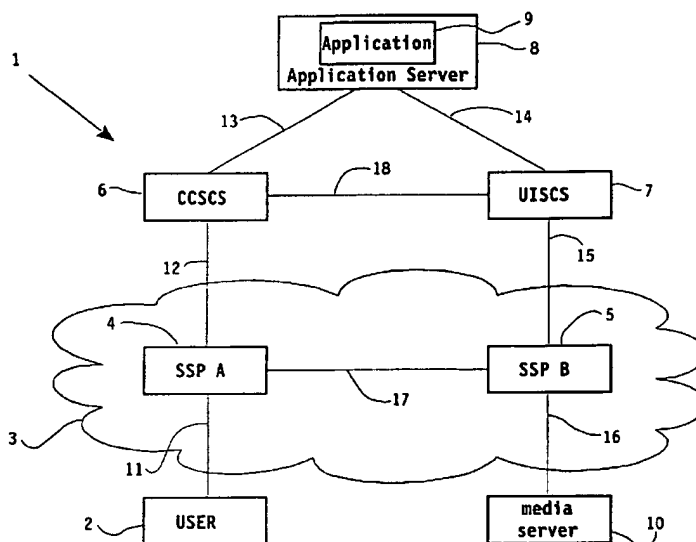 9
Application
8
1
Application Server
13
14
6
CCSCS
18
UISCS
7
12
15
4
5
SSP A
SSP B
17
3
11
16
2
USER
media
server
10